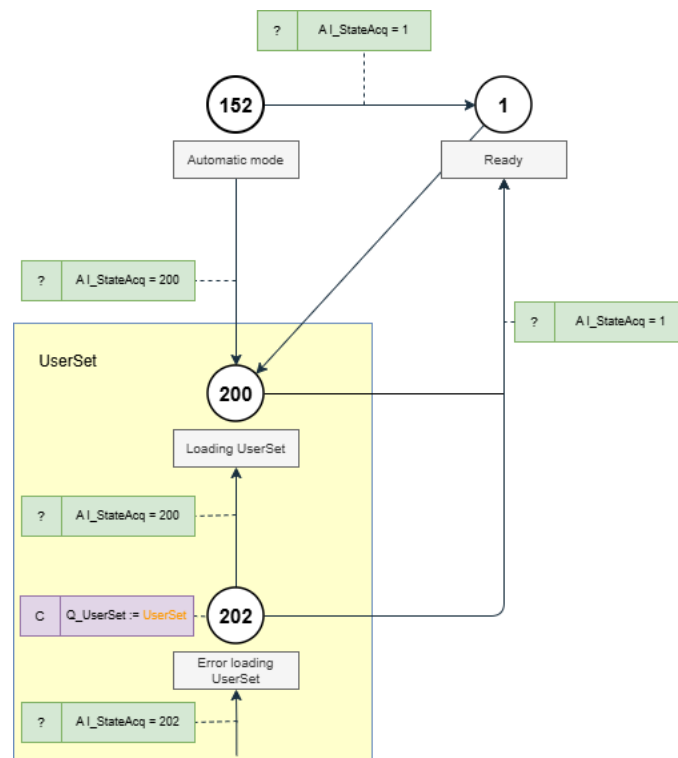 ? A I_StateAcq = 1
152
1
Automatic mode
Ready
? A I_StateAcq = 200
? A I_StateAcq = 1
UserSet
200
Loading UserSet
? A I_StateAcq = 200
C Q_UserSet := UserSet
202
Error loading
UserSet
? A I_StateAcq = 202